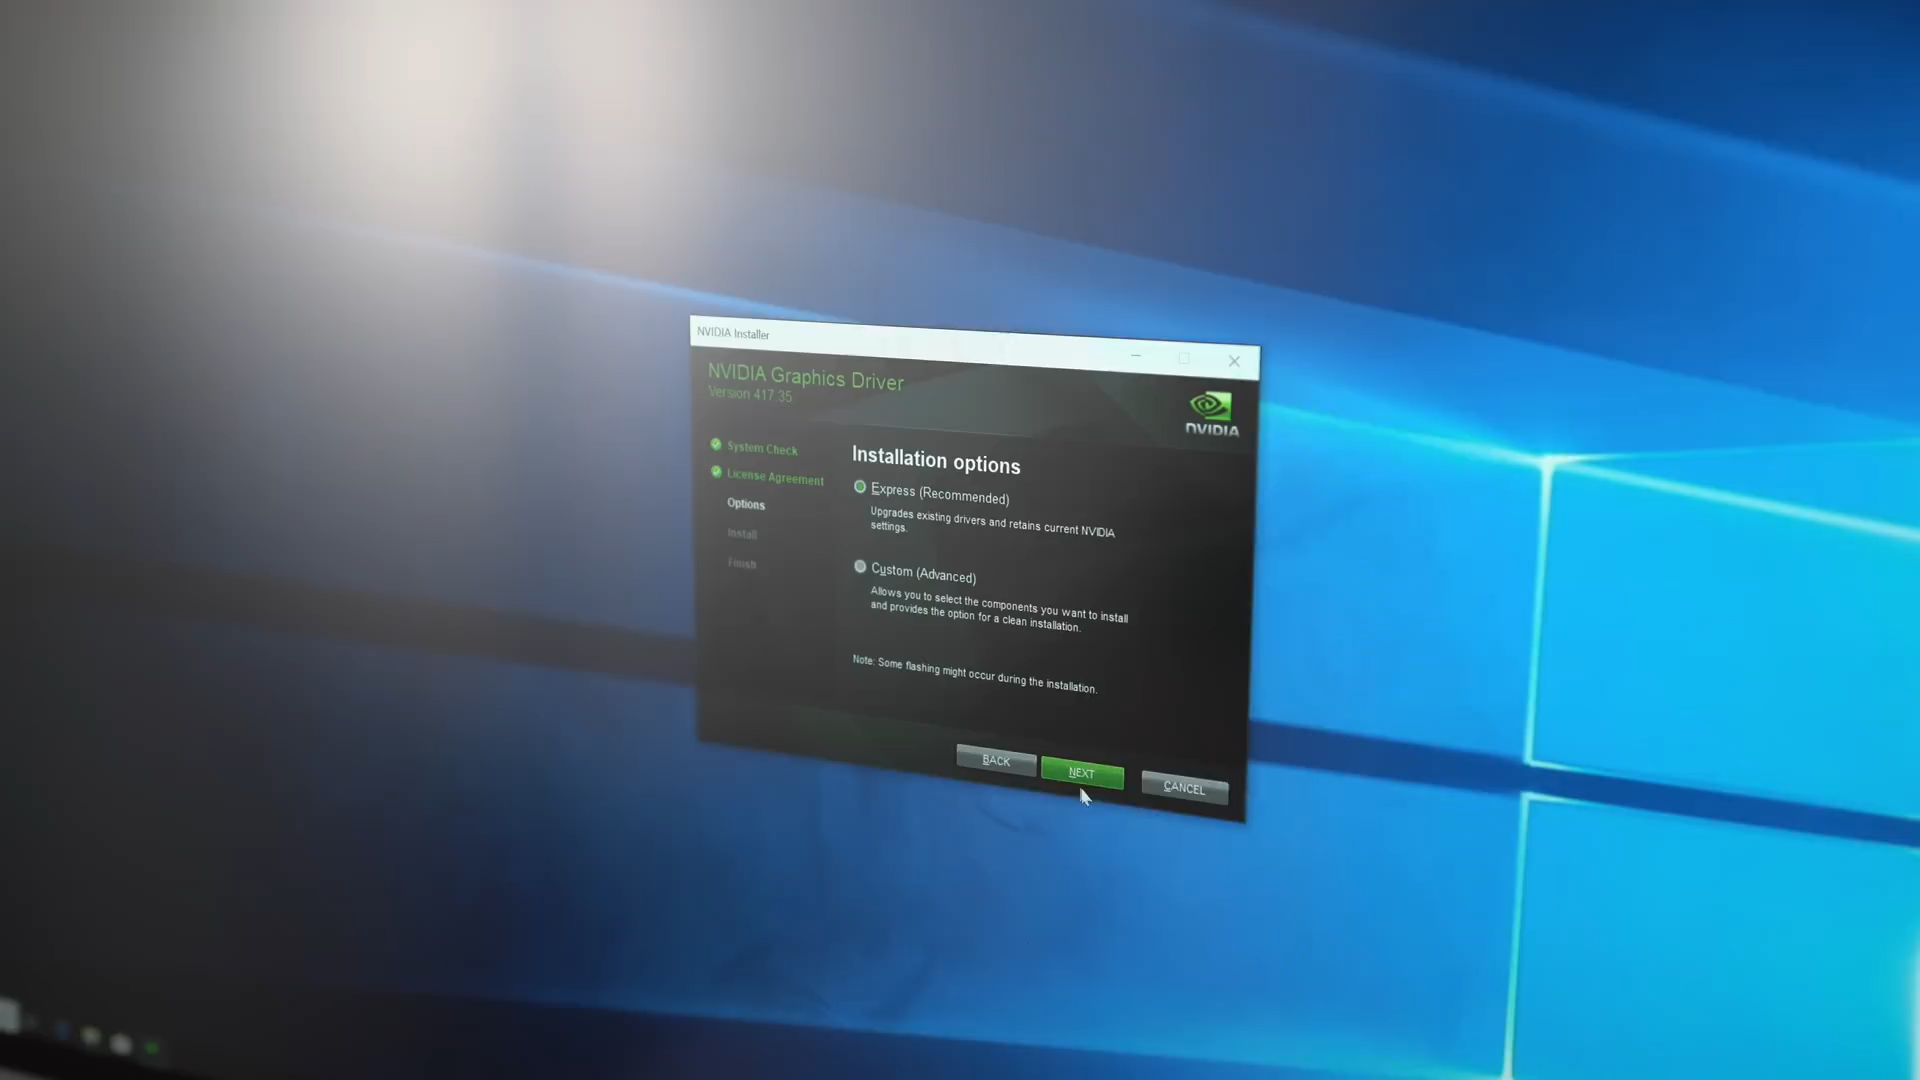 NVIDIA Installer
NVIDIA Graphics Driver
Version 417.35
NVIDIA
System Check
License Agreement
Options
Install
Finish
Installation options
Express (Recommended)
Upgrades existing drivers and retains current NVIDIA
settings.
Custom (Advanced)
Allows you to select the components you want to install
and provides the option for a clean installation.
Note: Some flashing might occur during the installation.
BACK
NEXT
CANCEL